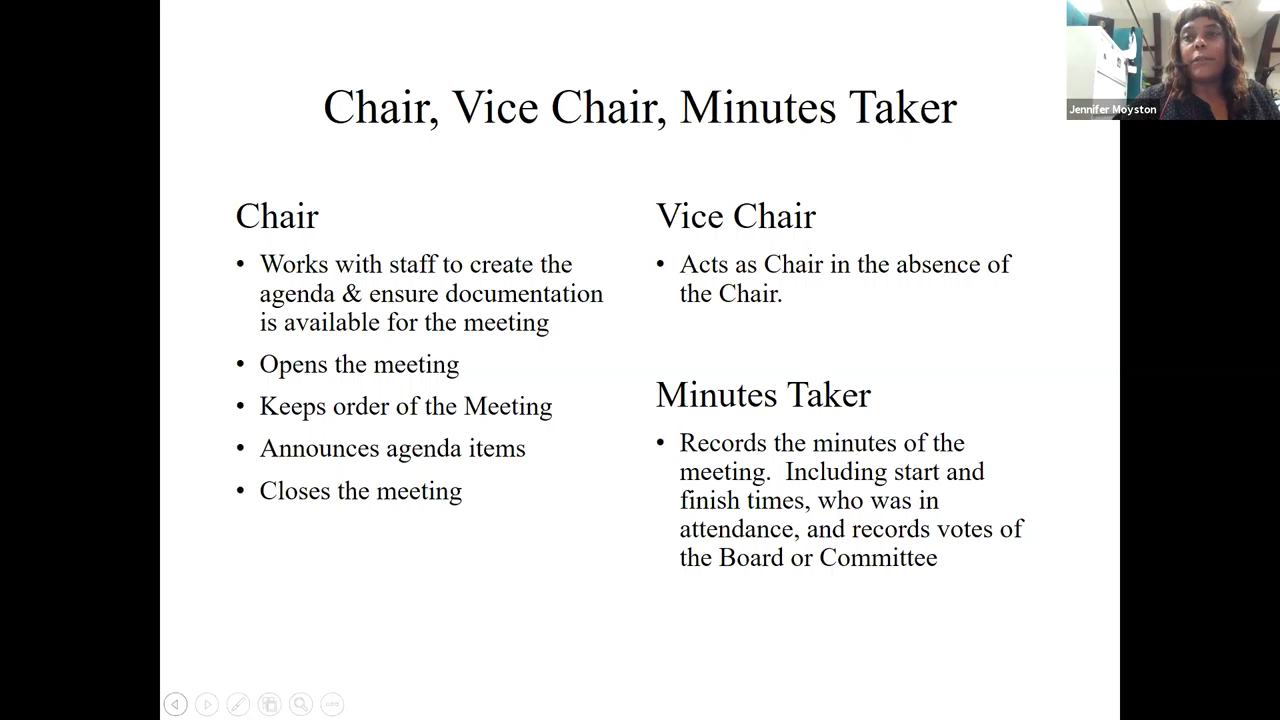 Chair, Vice Chair, Minutes Taker
Chair
• Works with staff to create the
agenda & ensure documentation
is available for the meeting
• Opens the meeting
• Keeps order of the Meeting
• Announces agenda items
• Closes the meeting
Vice Chair
• Acts as Chair in the absence of
the Chair.
Minutes Taker
• Records the minutes of the
meeting.  Including start and
finish times, who was in
attendance, and records votes of
the Board or Committee
Jennifer Moyston